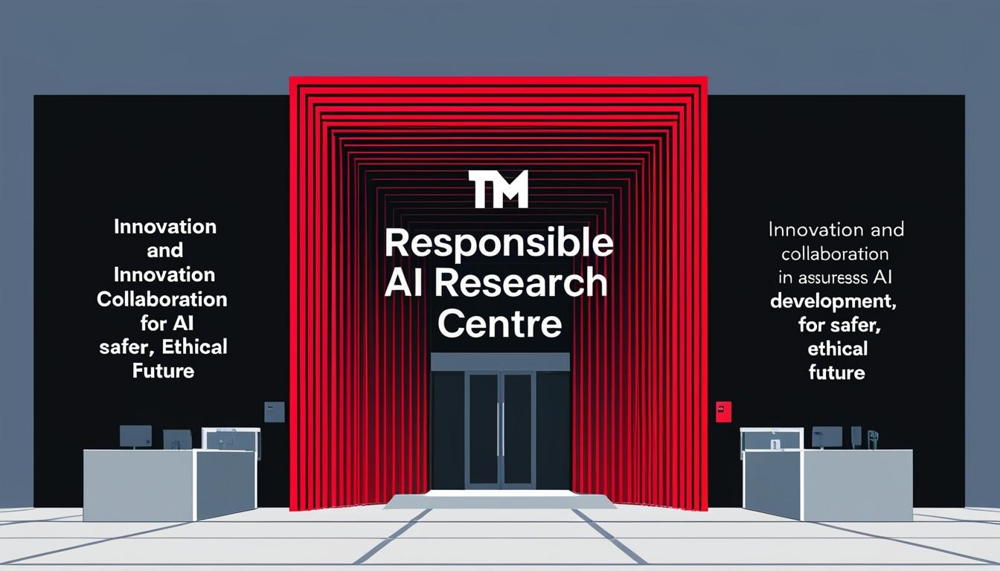 TM
Responsible
AI Research
Centre
Innovation
and
Innovation
Collaboration
for AI
safer, Ethical
Future
Innovation and
collaboration
in assuresss AI
development,
for safer,
ethical
future